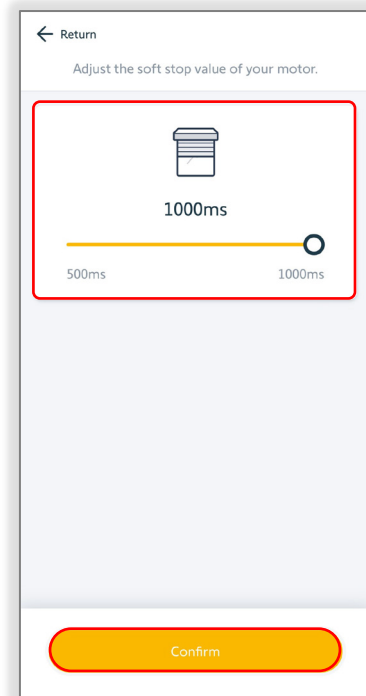 Return
Adjust the soft stop value of your motor.
1000ms
500ms 1000ms
Confirm